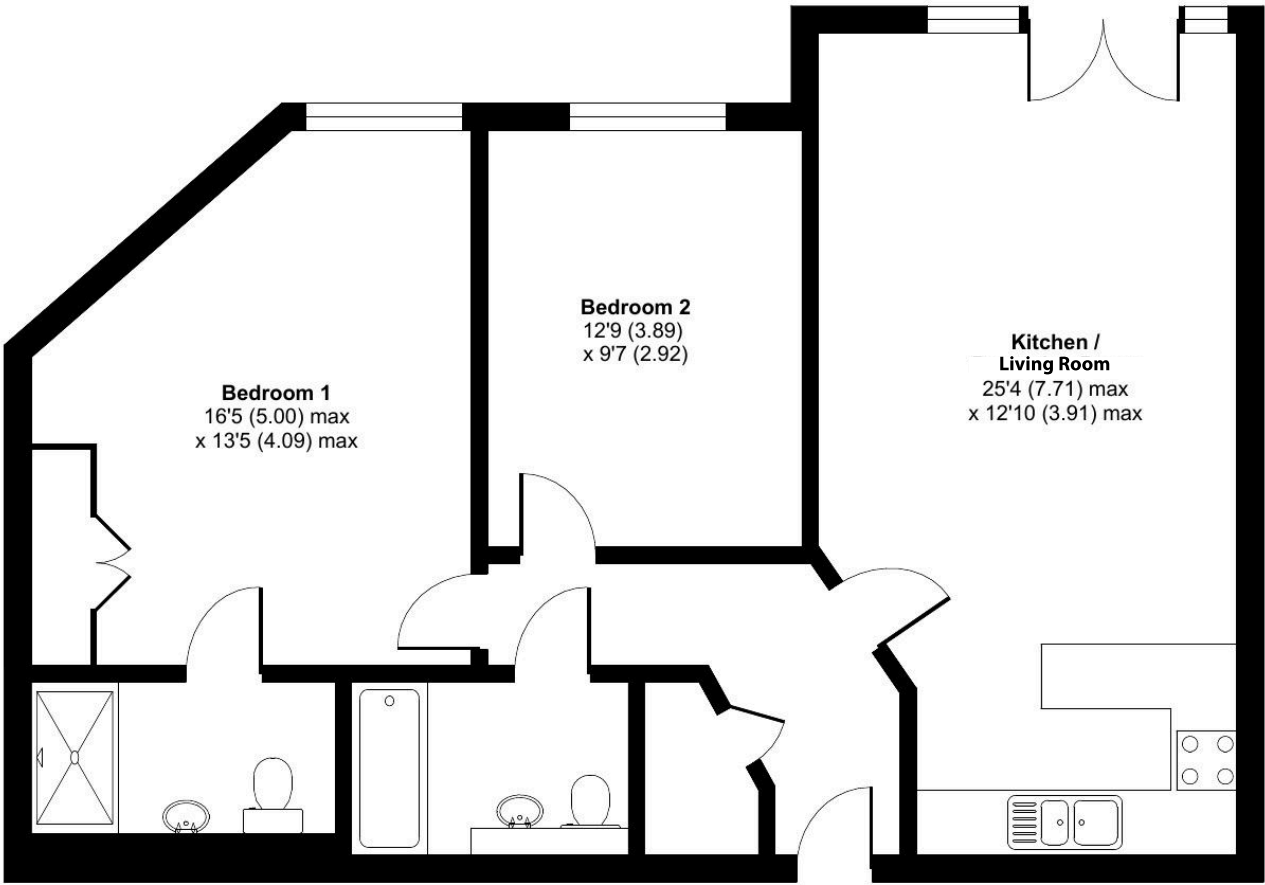 Bedroom 1
16'5 (5.00) max
x 13'5 (4.09) max
Bedroom 2
12'9 (3.89)
x 9'7 (2.92)
Kitchen /
Living Room
25'4 (7.71) max
x 12'10 (3.91) max